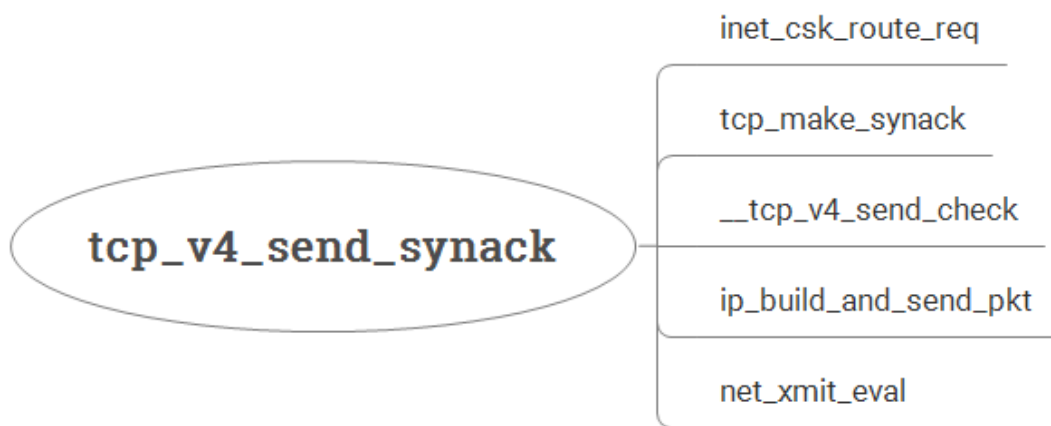 inet_csk_route_req
tcp_make_synack
__tcp_v4_send_check
tcp_v4_send_synack
ip_build_and_send_pkt
net_xmit_eval